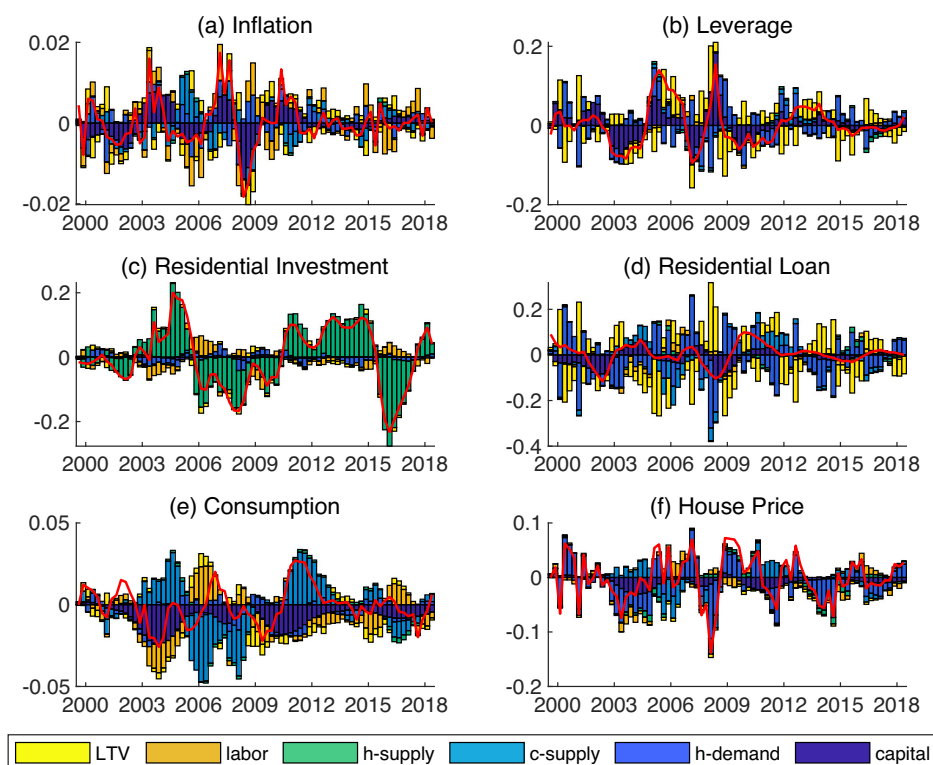 (a) Inflation
0.02
0
-0.02
2000 2003 2006 2009 2012 2015 2018
(b) Leverage
0.2
0
-0.2
2000 2003 2006 2009 2012 2015 2018
(c) Residential Investment
0.2
0
-0.2
2000 2003 2006 2009 2012 2015 2018
(d) Residential Loan
0.2
0
-0.2
-0.4
2000 2003 2006 2009 2012 2015 2018
(e) Consumption
0.05
0
-0.05
2000 2003 2006 2009 2012 2015 2018
(f) House Price
0.1
0
-0.1
-0.2
2000 2003 2006 2009 2012 2015 2018
LTV labor h-supply c-supply h-demand capital